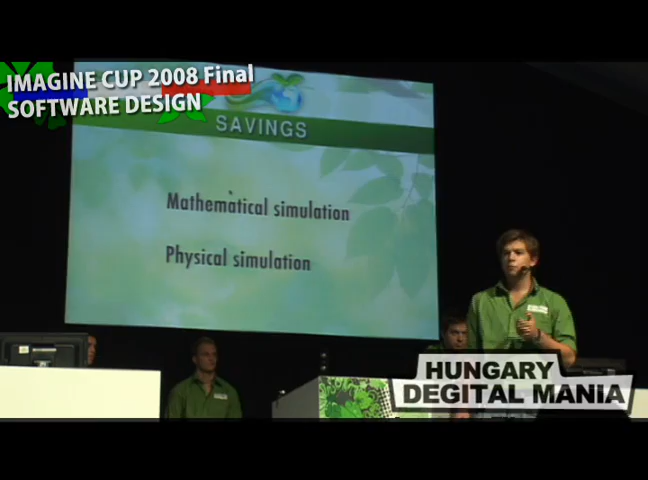 IMAGINE CUP 2008 Final
SOFTWARE DESIGN
SAVINGS
Mathematical simulation
Physical simulation
HUNGARY
DEGITAL MANIA